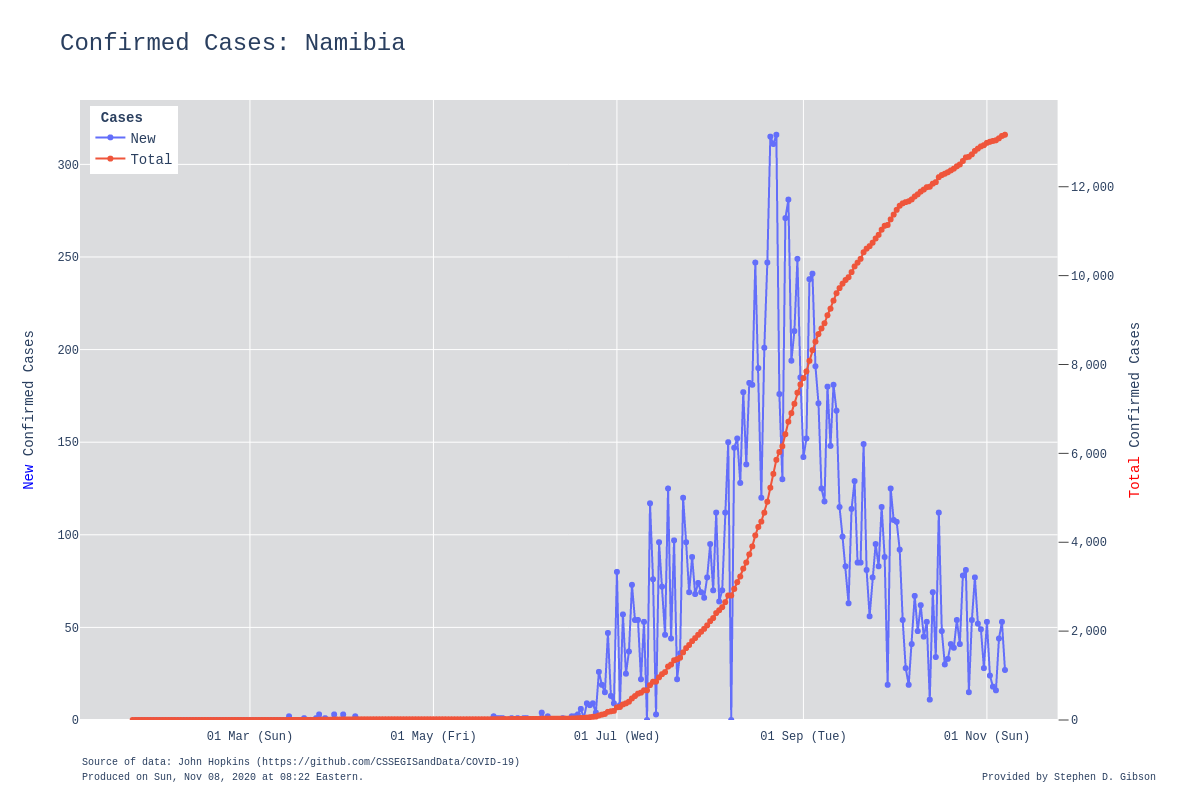 Confirmed Cases: Namibia
Cases
New
Total
300
250
200
150
100
50
0
12,000
10,000
8,000
6,000
4,000
2,000
0
New Confirmed Cases
Total Confirmed Cases
01 Mar (Sun)
01 May (Fri)
01 Jul (Wed)
01 Sep (Tue)
01 Nov (Sun)
Source of data: John Hopkins (https://github.com/CSSEGISandData/COVID-19)
Produced on Sun, Nov 08, 2020 at 08:22 Eastern.
Provided by Stephen D. Gibson